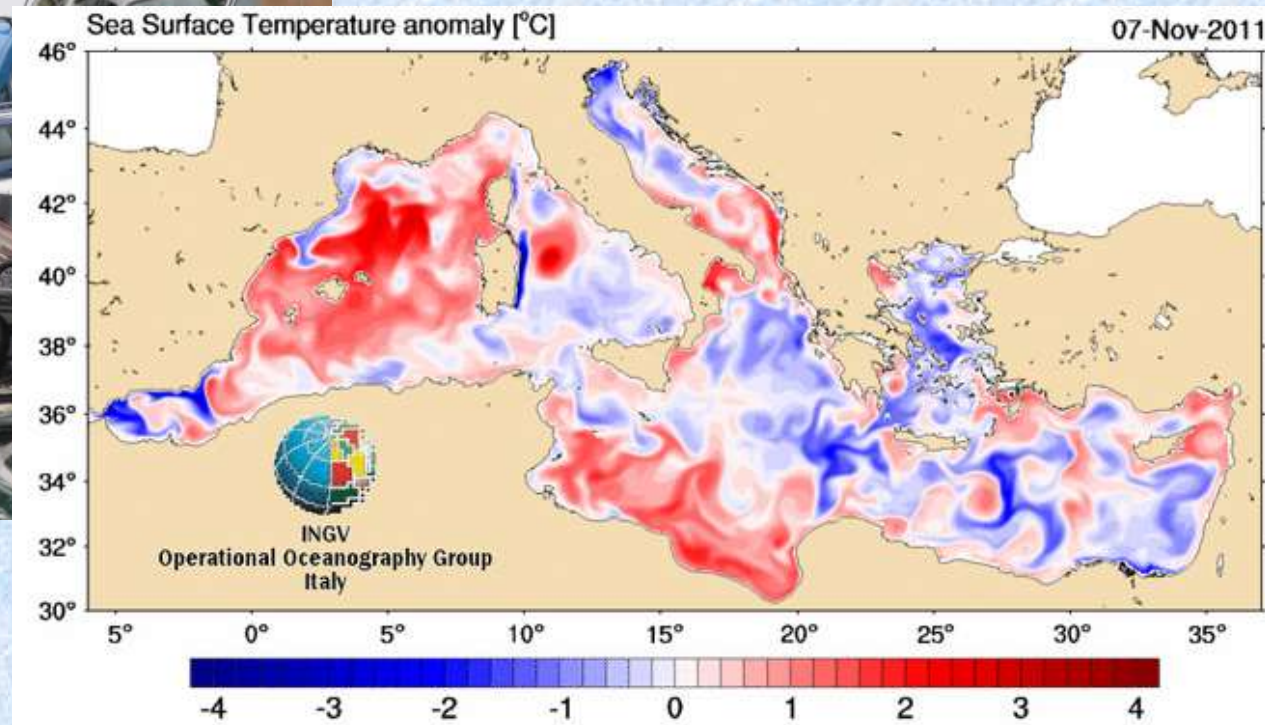 Sea Surface Temperature anomaly [°C]
07-Nov-2011
46°
44°
42°
40°
38°
36°
34°
32°
30°
INGV
Operational Oceanography Group
Italy
5° 0° 5° 10° 15° 20° 25° 30° 35°
-4 -3 -2 -1 0 1 2 3 4